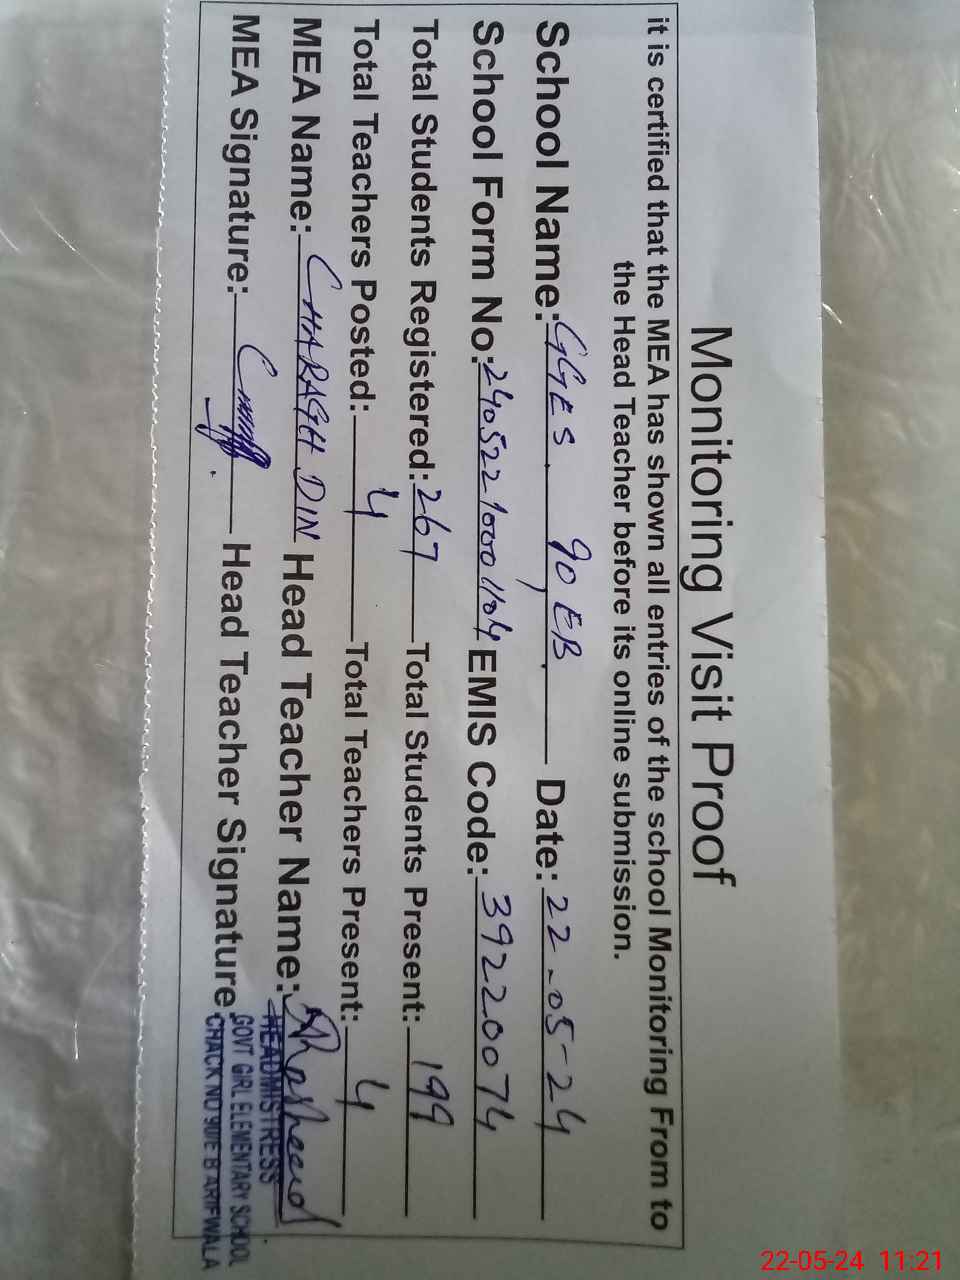 Monitoring Visit Proof
it is certified that the MEA has shown all entries of the school Monitoring From to
the Head Teacher before its online submission.
School Name: GGES. 90 EB. Date: 22-05-24
School Form No: 24052210001104 EMIS Code: 39220074
Total Students Registered: 267 Total Students Present: 199
Total Teachers Posted: 4 Total Teachers Present: 4
MEA Name: CHARAGH DIN Head Teacher Name:
MEA Signature: Head Teacher Signature:
HEADMISTRESS
GOVT GIRL ELEMENTARY SCHOOL
CHACK NO 90/E B ARIFWALA
22-05-24 11:21